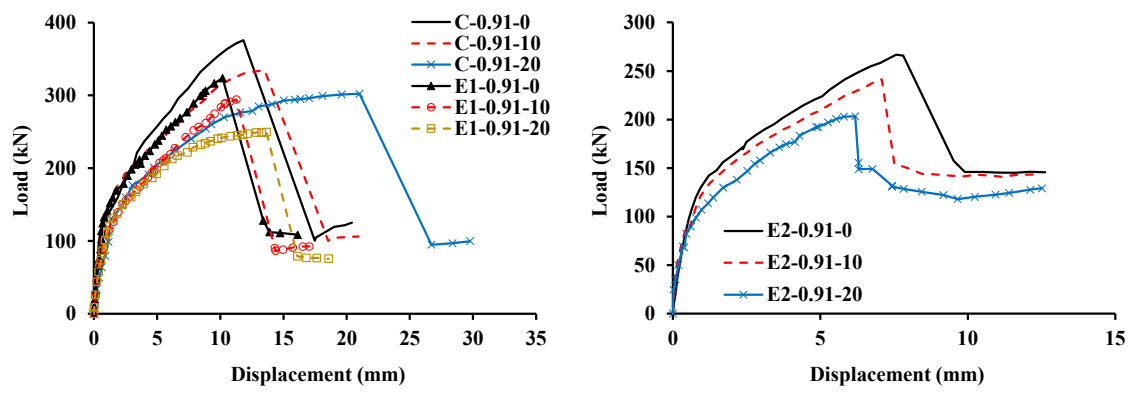 400
300
200
100
0
Load (kN)
0 5 10 15 20 25 30 35
Displacement (mm)
C-0.91-0
C-0.91-10
C-0.91-20
E1-0.91-0
E1-0.91-10
E1-0.91-20
300
250
200
150
100
50
0
Load (kN)
0 5 10 15
Displacement (mm)
E2-0.91-0
E2-0.91-10
E2-0.91-20